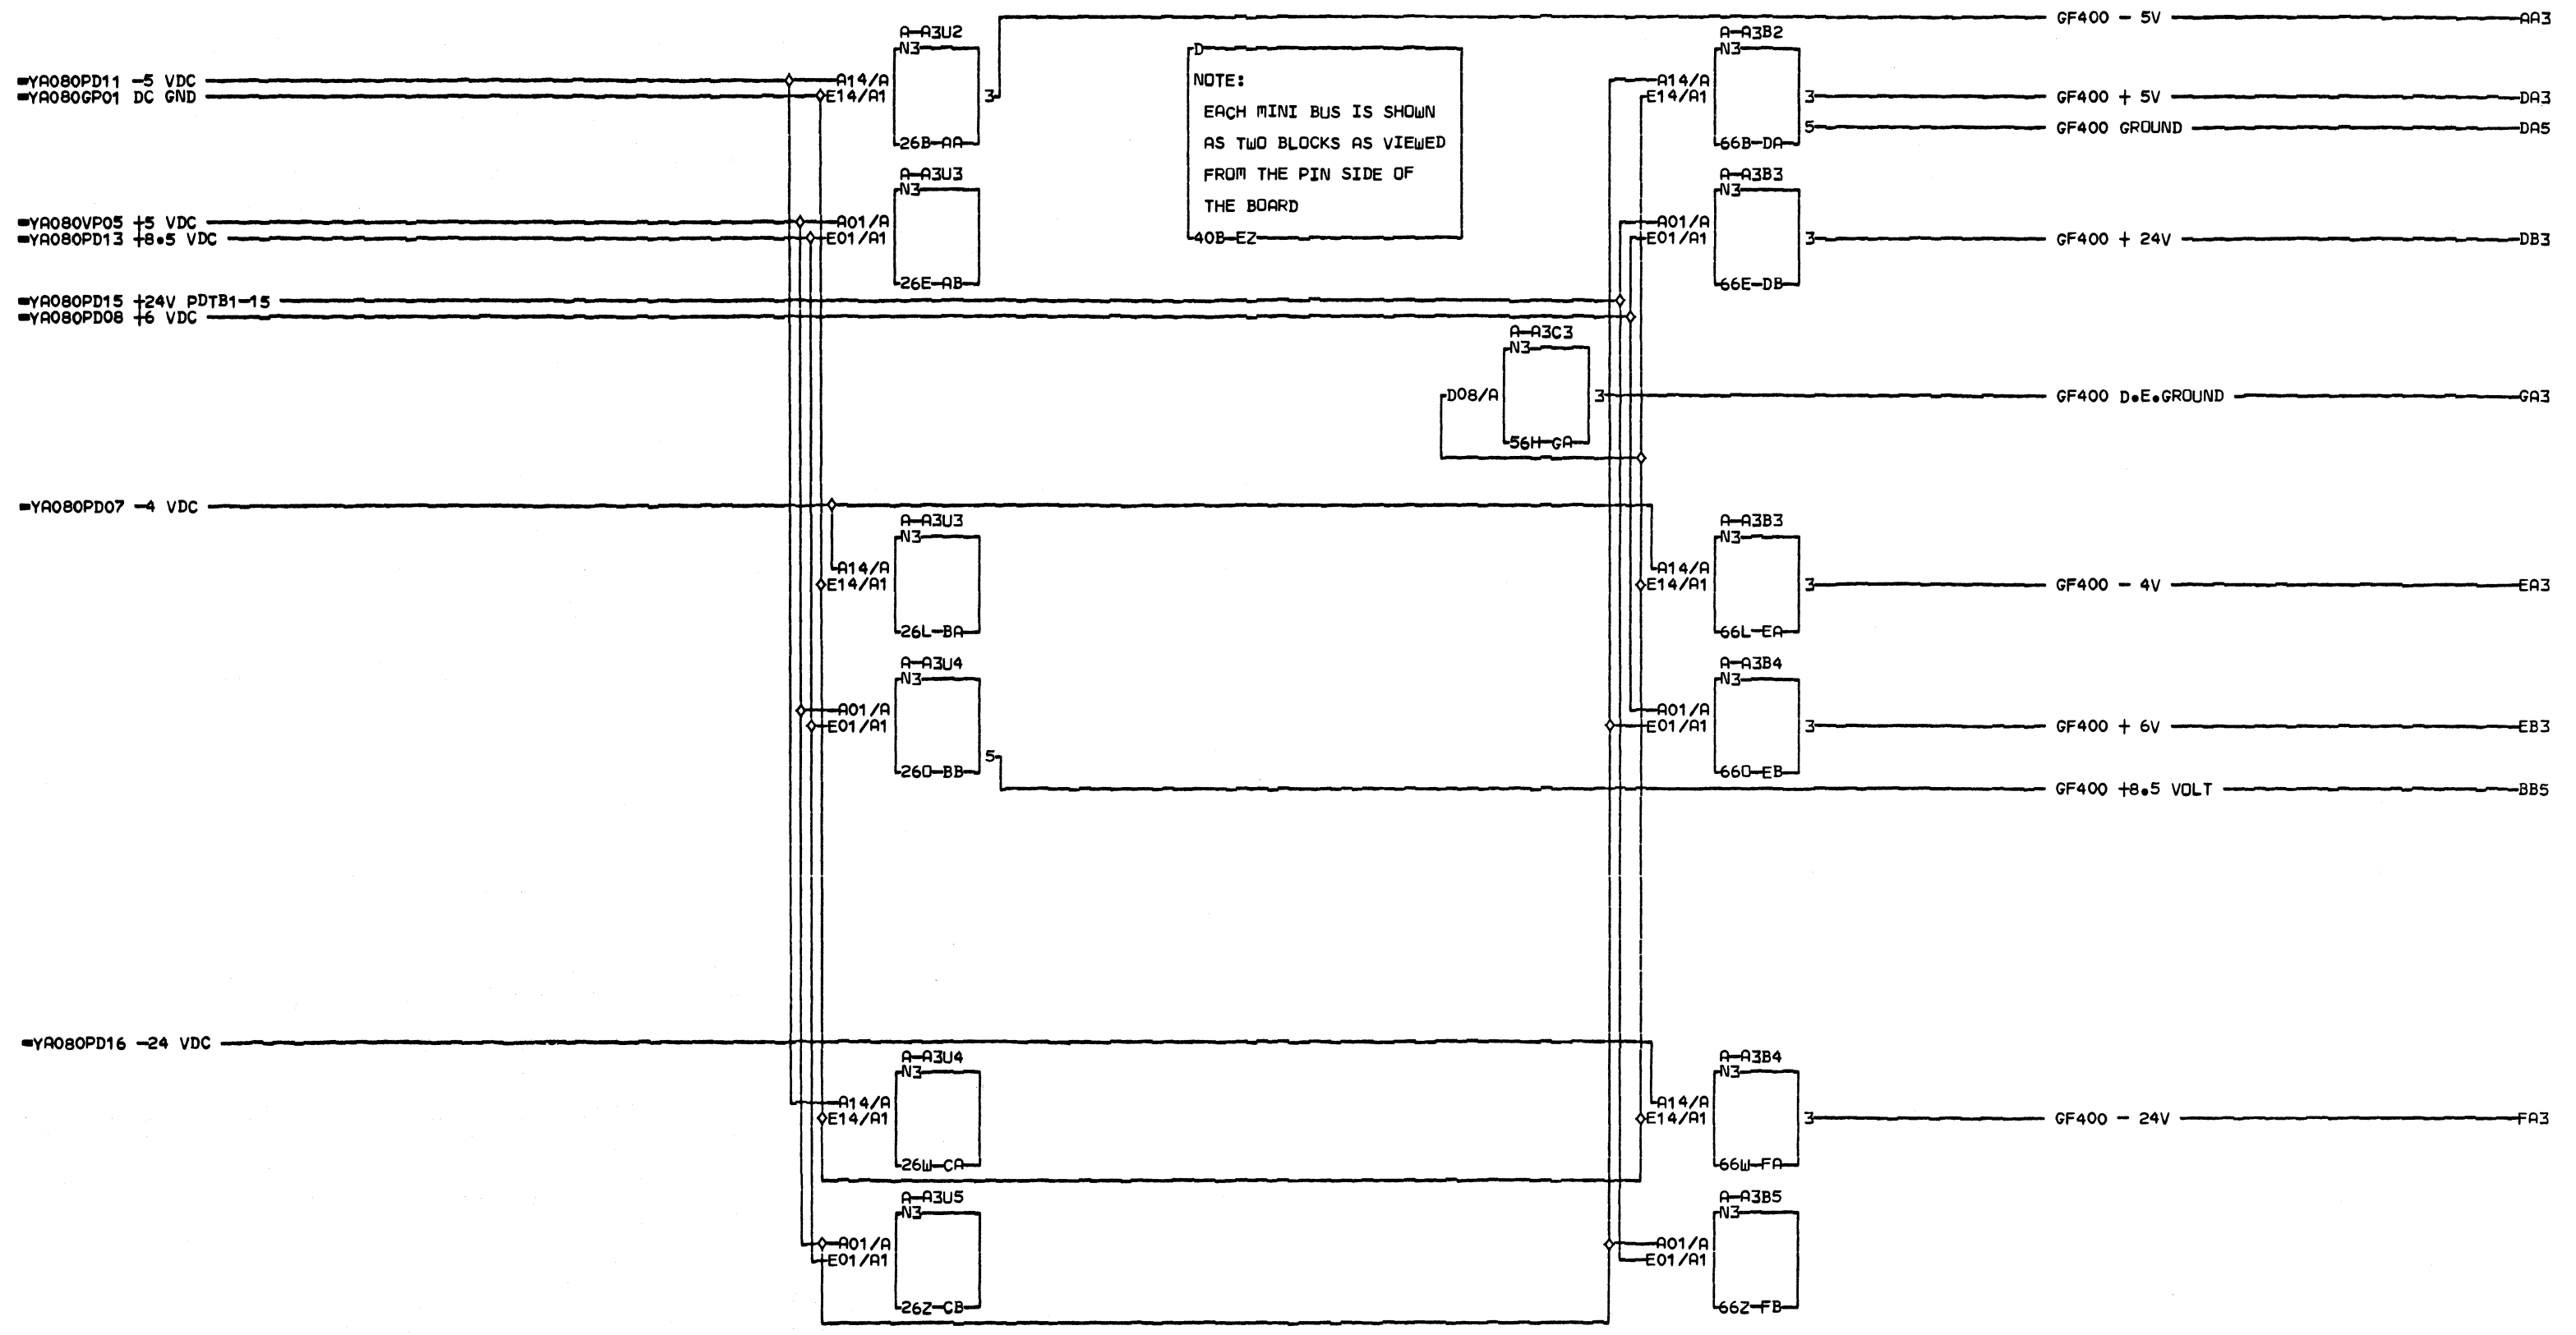 GF400 - 5V AA3
A-A3U2 A-A3B2
N3 D N3
YA080PD11 -5 VDC A14/A NOTE: A14/A
YA080GP01 DC GND E14/A1 3 E14/A1 3 GF400 + 5V DA3
EACH MINI BUS IS SHOWN
5 GF400 GROUND DA5
26B-AA AS TWO BLOCKS AS VIEWED 66B-DA
A-A3U3 FROM THE PIN SIDE OF A-A3B3
N3 N3
THE BOARD
YA080VP05 +5 VDC A01/A A01/A
YA080PD13 +8.5 VDC E01/A1 40B-EZ E01/A1 3 GF400 + 24V DB3
26E-AB 66E-DB
YA080PD15 +24V PDTB1-15
YA080PD08 +6 VDC
A-A3C3
N3
D08/A 3 GF400 D.E.GROUND GA3
56H-GA
YA080PD07 -4 VDC
A-A3U3 A-A3B3
N3 N3
A14/A A14/A
E14/A1 E14/A1 3 GF400 - 4V EA3
26L-BA 66L-EA
A-A3U4 A-A3B4
N3 N3
A01/A A01/A
E01/A1 E01/A1 3 GF400 + 6V EB3
5
26O-BB 66O-EB
GF400 +8.5 VOLT BB5
YA080PD16 -24 VDC
A-A3U4 A-A3B4
N3 N3
A14/A A14/A
E14/A1 E14/A1 3 GF400 - 24V FA3
26W-CA 66W-FA
A-A3U5 A-A3B5
N3 N3
A01/A A01/A
E01/A1 E01/A1
26Z-CB 66Z-FB